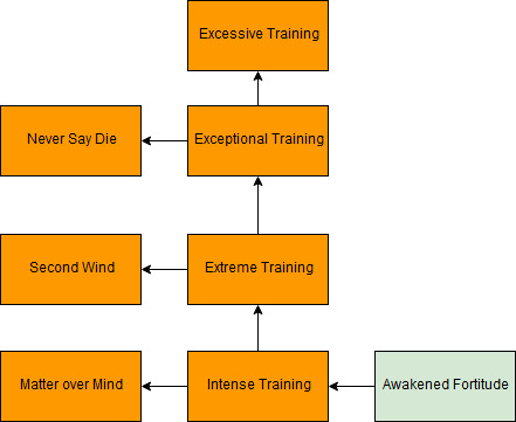 Excessive Training
Never Say Die
Exceptional Training
Second Wind
Extreme Training
Matter over Mind
Intense Training
Awakened Fortitude